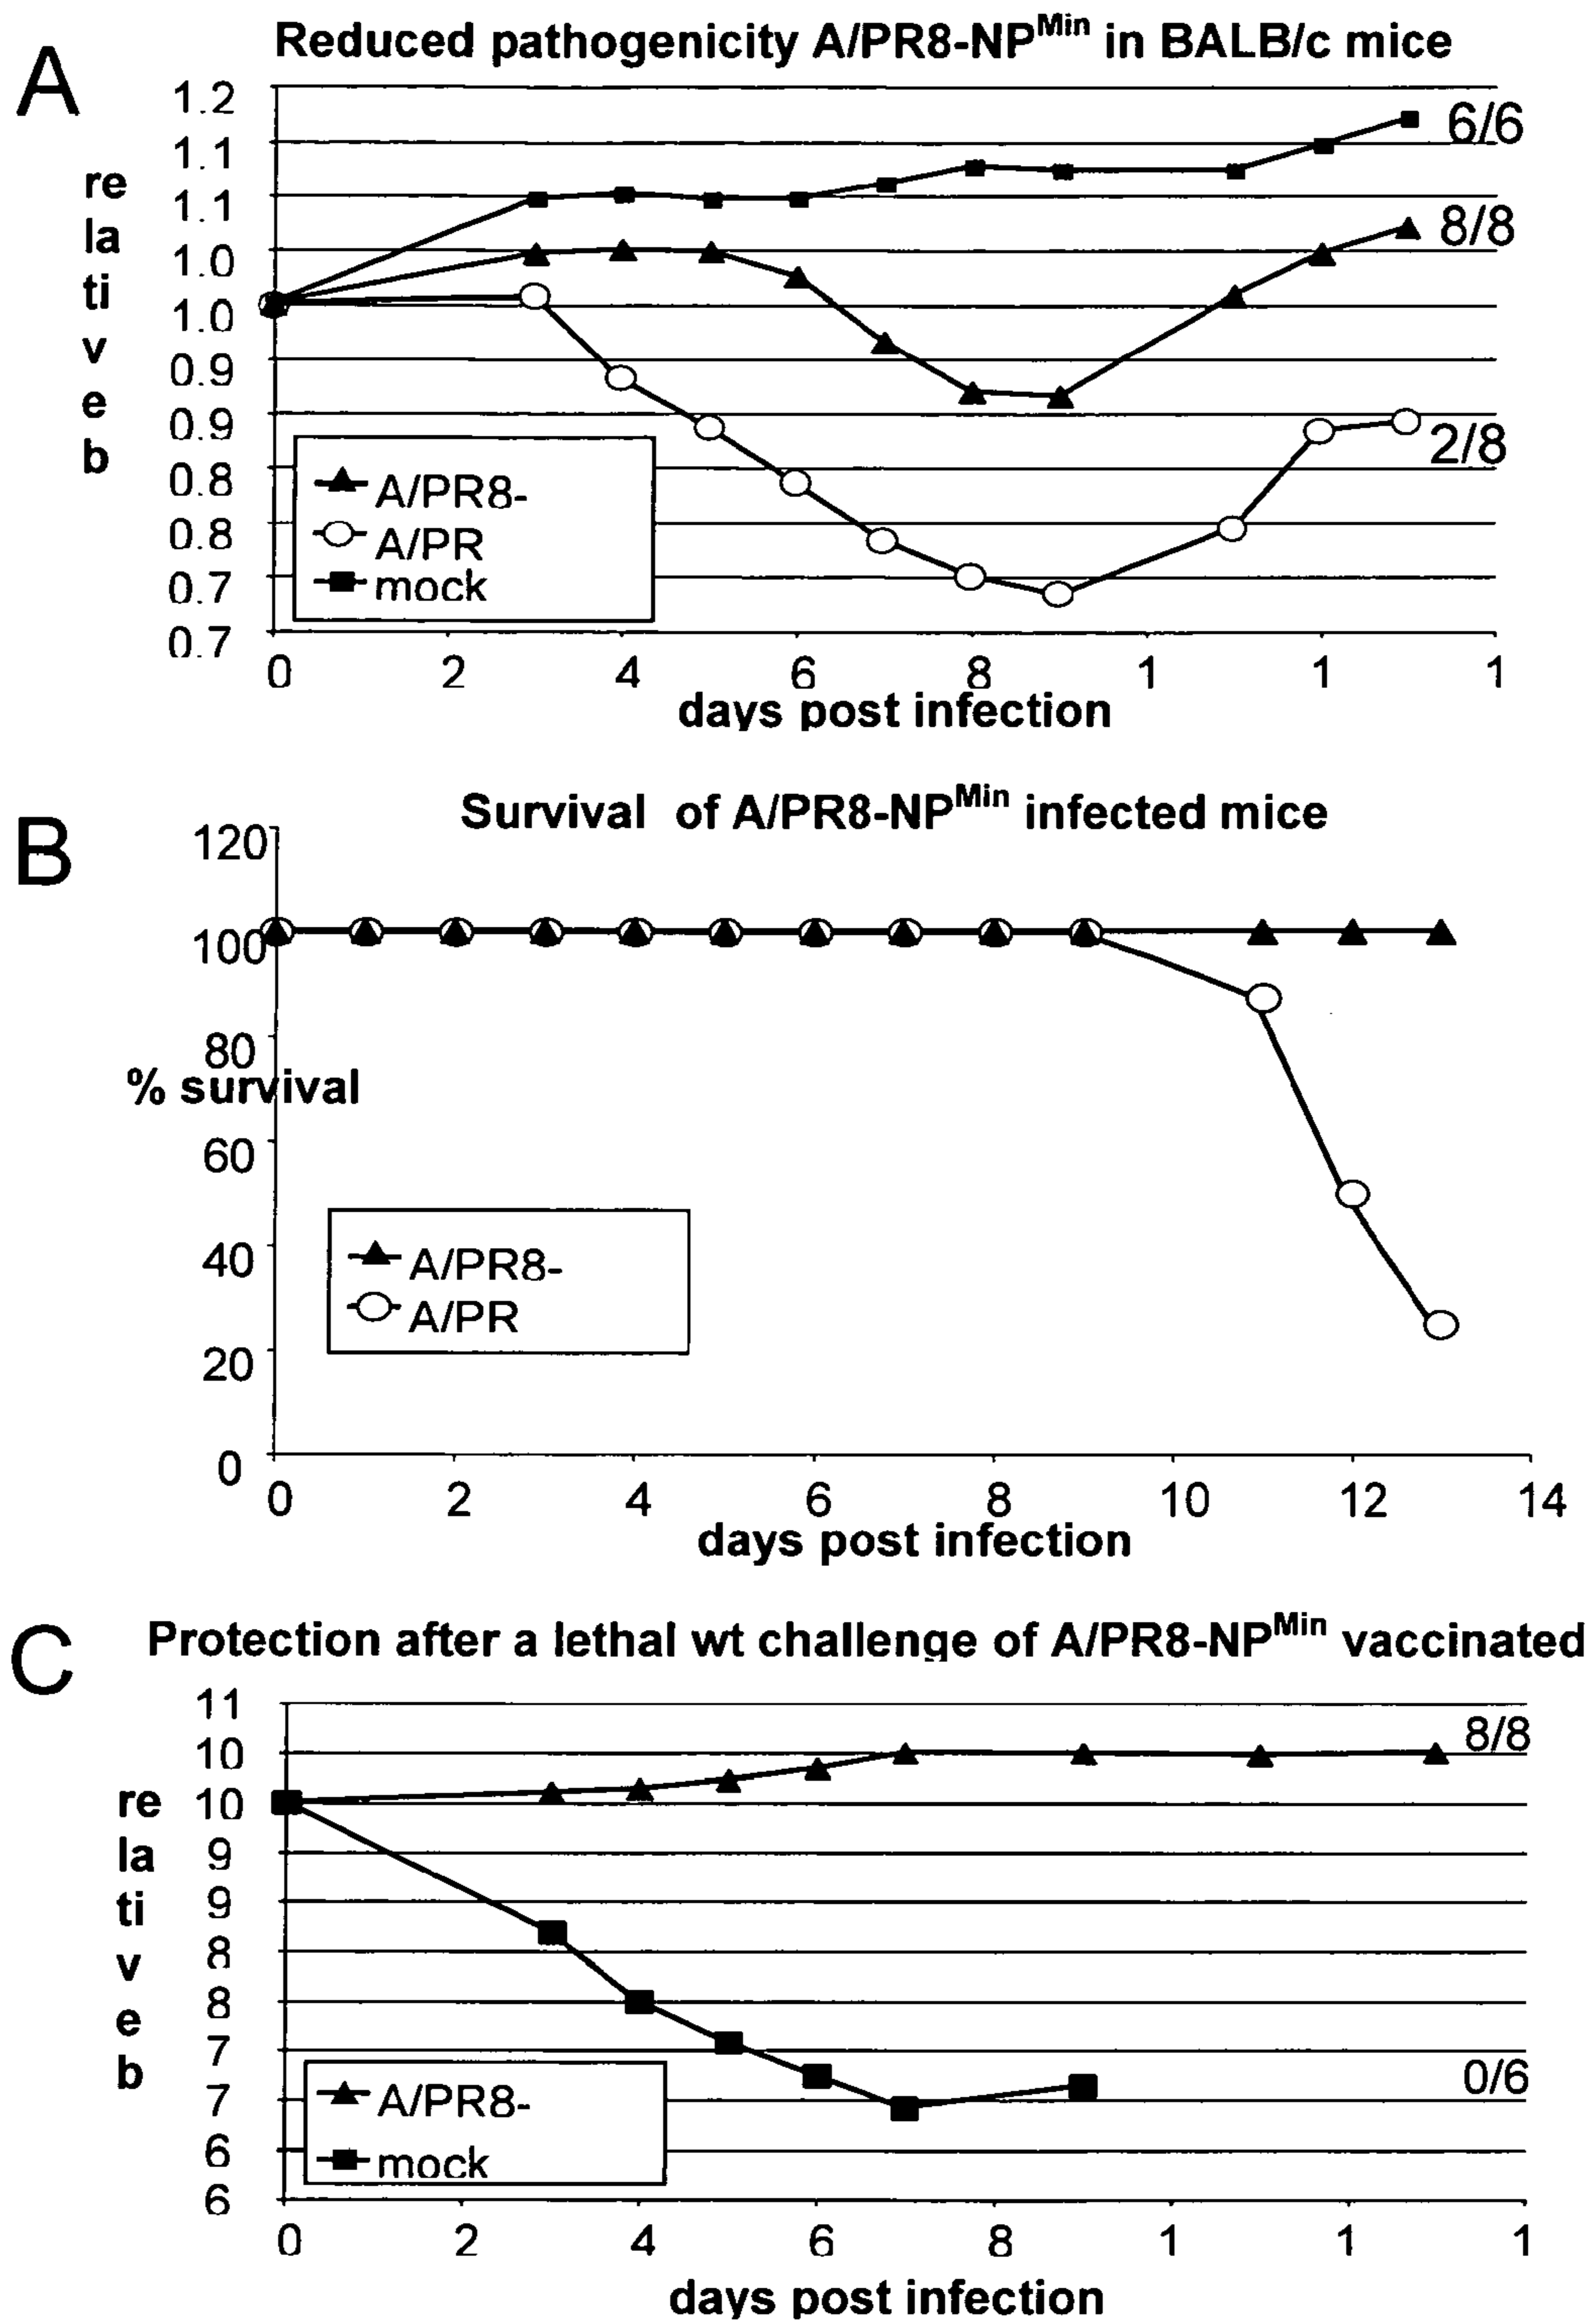 A
Reduced pathogenicity A/PR8-NP^Min in BALB/c mice
1.2
1.1
1.1
1.0
1.0
0.9
0.9
0.8
0.8
0.7
0.7
re
la
ti
v
e
b
6/6
8/8
2/8
A/PR8-
A/PR
mock
0 2 4 6 8 1 1 1
days post infection
B
Survival of A/PR8-NP^Min infected mice
120
100
80
% survival
60
40
20
0
A/PR8-
A/PR
0 2 4 6 8 10 12 14
days post infection
C
Protection after a lethal wt challenge of A/PR8-NP^Min vaccinated
11
10
10
9
9
8
8
7
7
6
6
re
la
ti
v
e
b
8/8
0/6
A/PR8-
mock
0 2 4 6 8 1 1 1
days post infection